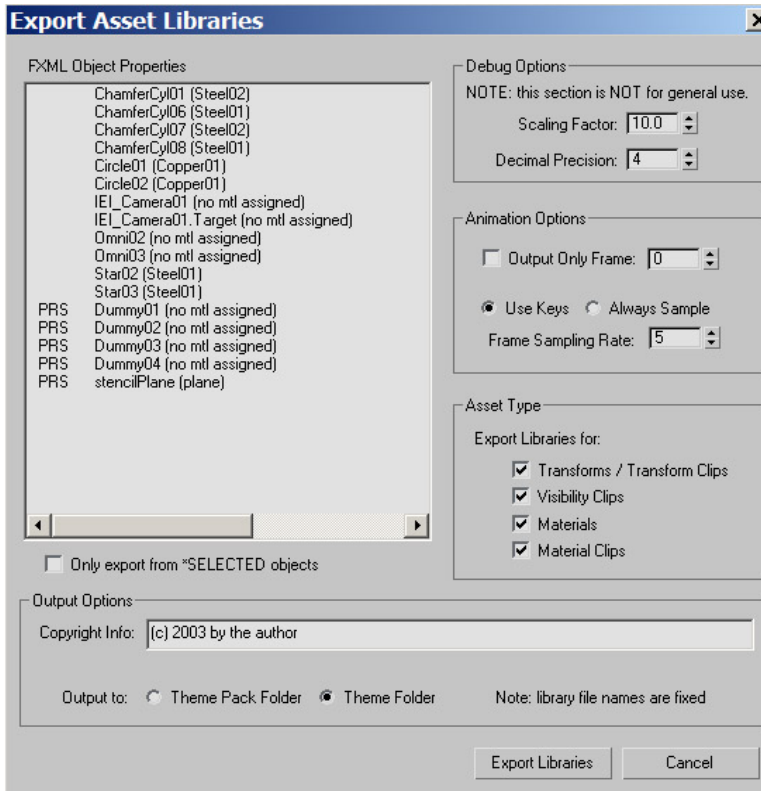 Export Asset Libraries
FXML Object Properties
ChamferCyl01 (Steel02)
ChamferCyl06 (Steel01)
ChamferCyl07 (Steel02)
ChamferCyl08 (Steel01)
Circle01 (Copper01)
Circle02 (Copper01)
IEI_Camera01 (no mtl assigned)
IEI_Camera01.Target (no mtl assigned)
Omni02 (no mtl assigned)
Omni03 (no mtl assigned)
Star02 (Steel01)
Star03 (Steel01)
PRS Dummy01 (no mtl assigned)
PRS Dummy02 (no mtl assigned)
PRS Dummy03 (no mtl assigned)
PRS Dummy04 (no mtl assigned)
PRS stencilPlane (plane)
Only export from *SELECTED objects
Debug Options
NOTE: this section is NOT for general use.
Scaling Factor: 10.0
Decimal Precision: 4
Animation Options
Output Only Frame: 0
Use Keys Always Sample
Frame Sampling Rate: 5
Asset Type
Export Libraries for:
Transforms / Transform Clips
Visibility Clips
Materials
Material Clips
Output Options
Copyright Info: (c) 2003 by the author
Output to: Theme Pack Folder Theme Folder Note: library file names are fixed
Export Libraries Cancel